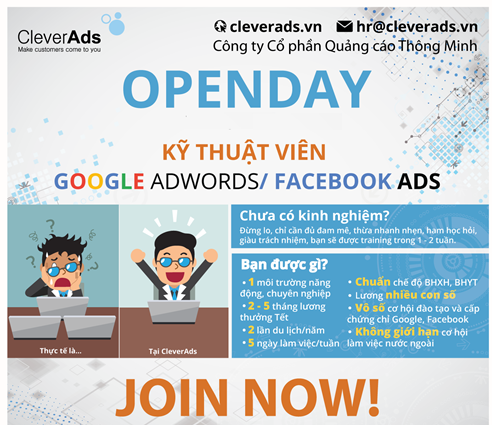 CleverAds
Make customers come to you
cleverads.vn hr@cleverads.vn
Công ty Cổ phần Quảng cáo Thông Minh
OPENDAY
KỸ THUẬT VIÊN
GOOGLE ADWORDS/ FACEBOOK ADS
Thực tế là...
Tại CleverAds
Chưa có kinh nghiệm?
Đừng lo, chỉ cần đủ đam mê, thừa nhanh nhẹn, ham học hỏi,
giàu trách nhiệm, bạn sẽ được training trong 1 - 2 tuần.
Bạn được gì?
• 1 môi trường năng
động, chuyên nghiệp
• 2 - 5 tháng lương
thưởng Tết
• 2 lần du lịch/năm
• 5 ngày làm việc/tuần
• Chuẩn chế độ BHXH, BHYT
• Lương nhiều con số
• Vô số cơ hội đào tạo và cấp
chứng chỉ Google, Facebook
• Không giới hạn cơ hội
làm việc nước ngoài
JOIN NOW!